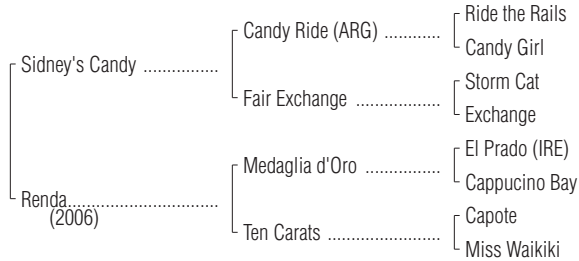 Ride the Rails
Candy Ride (ARG) ............
Candy Girl
Sidney's Candy ................
Storm Cat
Fair Exchange ..................
Exchange
El Prado (IRE)
Medaglia d'Oro ................
Cappucino Bay
Renda................................
(2006)
Capote
Ten Carats ........................
Miss Waikiki